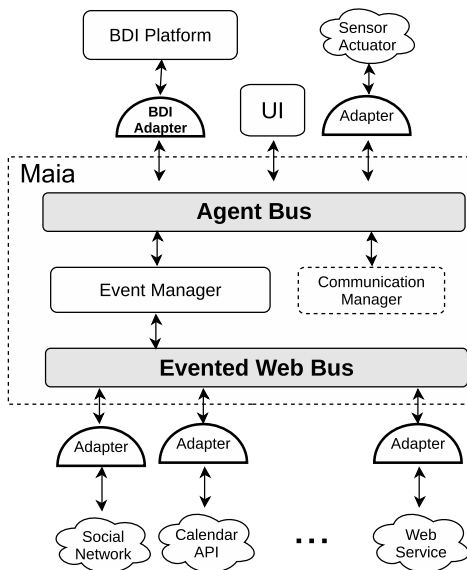 BDI Platform
Sensor
Actuator
BDI
Adapter
UI
Adapter
Maia
Agent Bus
Event Manager
Communication
Manager
Evented Web Bus
Adapter
Adapter
Adapter
Social
Network
Calendar
API
...
Web
Service